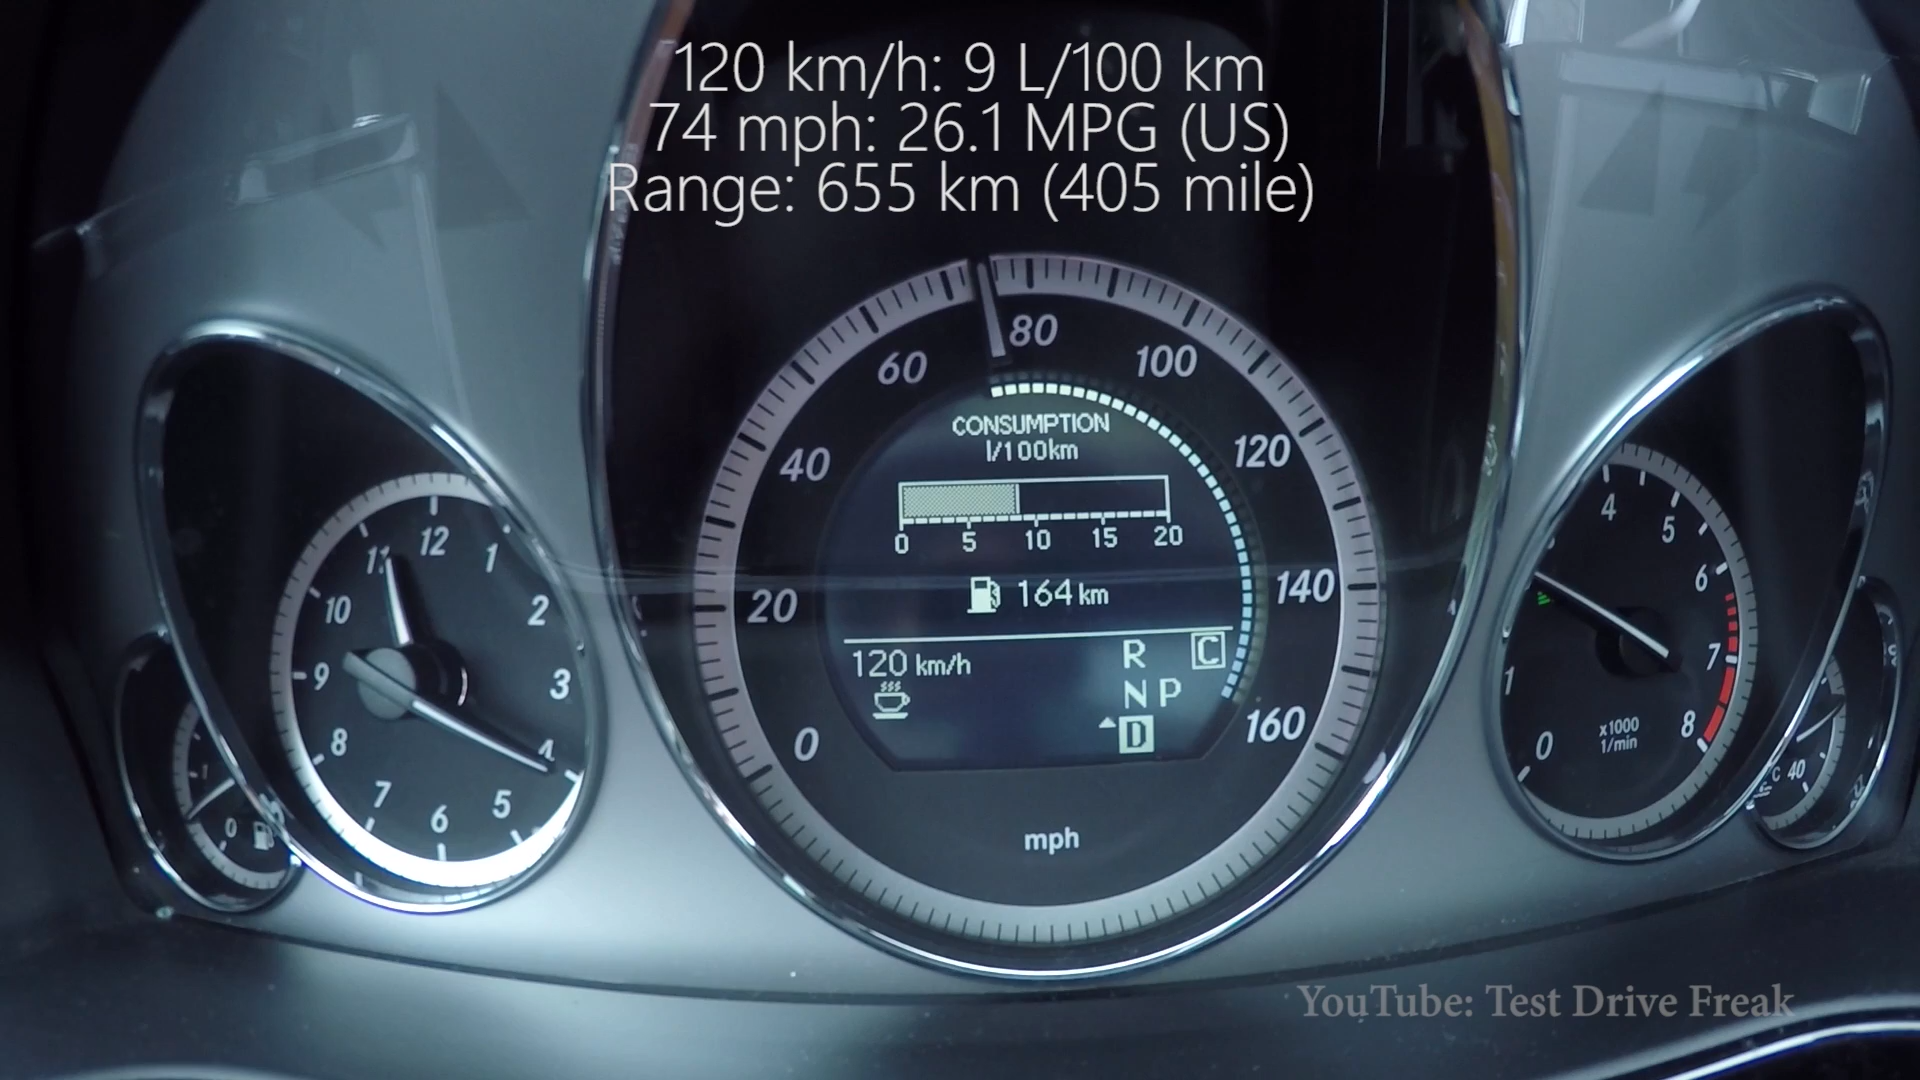 120 km/h: 9 L/100 km
74 mph: 26.1 MPG (US)
Range: 655 km (405 mile)
0
20
40
60
80
100
120
140
160
mph
CONSUMPTION
l/100km
0 5 10 15 20
164 km
120 km/h
R C
N P
D
12
1
2
3
4
5
6
7
8
9
10
11
0
0
1
4
5
6
7
8
x1000
1/min
°C 40
YouTube: Test Drive Freak